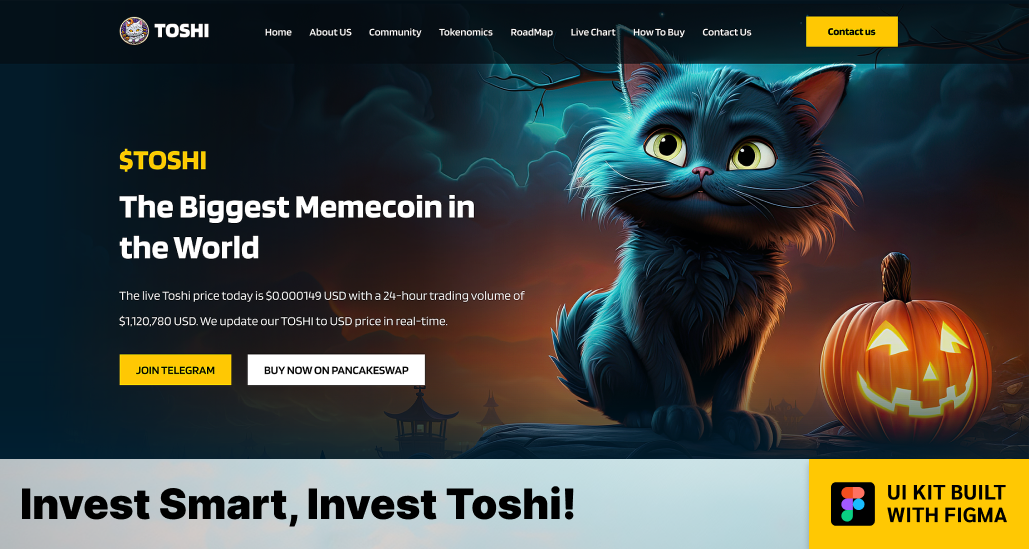 TOSHI
Home About US Community Tokenomics RoadMap Live Chart How To Buy Contact Us
Contact us
$TOSHI
The Biggest Memecoin in
the World
The live Toshi price today is $0.000149 USD with a 24-hour trading volume of
$1,120,780 USD. We update our TOSHI to USD price in real-time.
JOIN TELEGRAM
BUY NOW ON PANCAKESWAP
Invest Smart, Invest Toshi!
UI KIT BUILT
WITH FIGMA